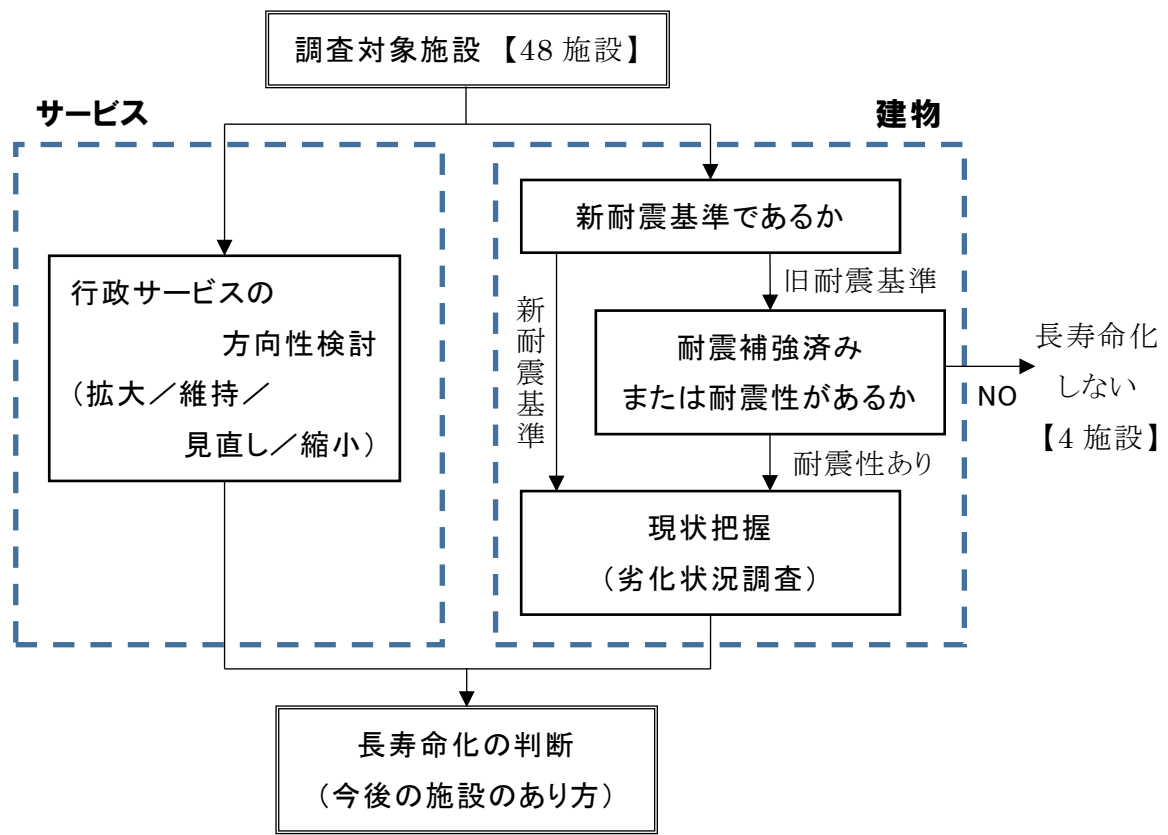 調査対象施設 【48 施設】
サービス
建物
新耐震基準であるか
行政サービスの
方向性検討
(拡大／維持／
見直し／縮小)
新耐震基準
旧耐震基準
耐震補強済み
または耐震性があるか
NO
長寿命化
しない
【4 施設】
耐震性あり
現状把握
(劣化状況調査)
長寿命化の判断
(今後の施設のあり方)